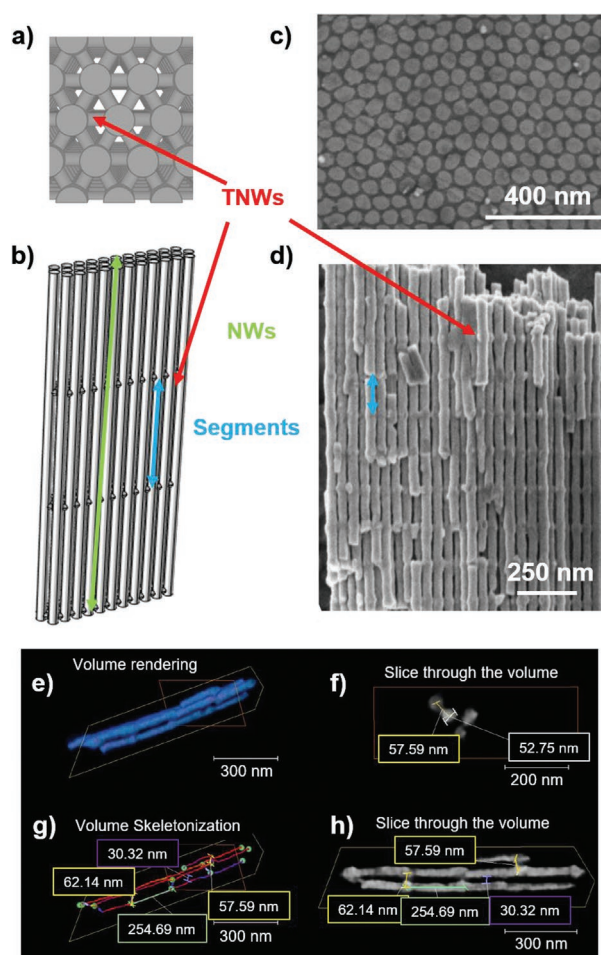 a)
c)
TNWs
400 nm
b)
d)
NWs
Segments
250 nm
e)
Volume rendering
300 nm
f)
Slice through the volume
57.59 nm
52.75 nm
200 nm
g)
Volume Skeletonization
30.32 nm
62.14 nm
254.69 nm
57.59 nm
300 nm
h)
Slice through the volume
57.59 nm
62.14 nm
254.69 nm
30.32 nm
300 nm